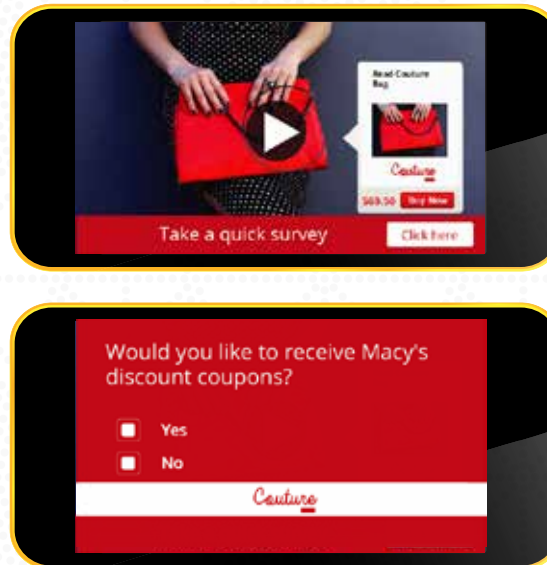 Read Couture
Bag
Couture
$69.50 Buy Now
Take a quick survey Click here
Would you like to receive Macy's
discount coupons?
Yes
No
Couture